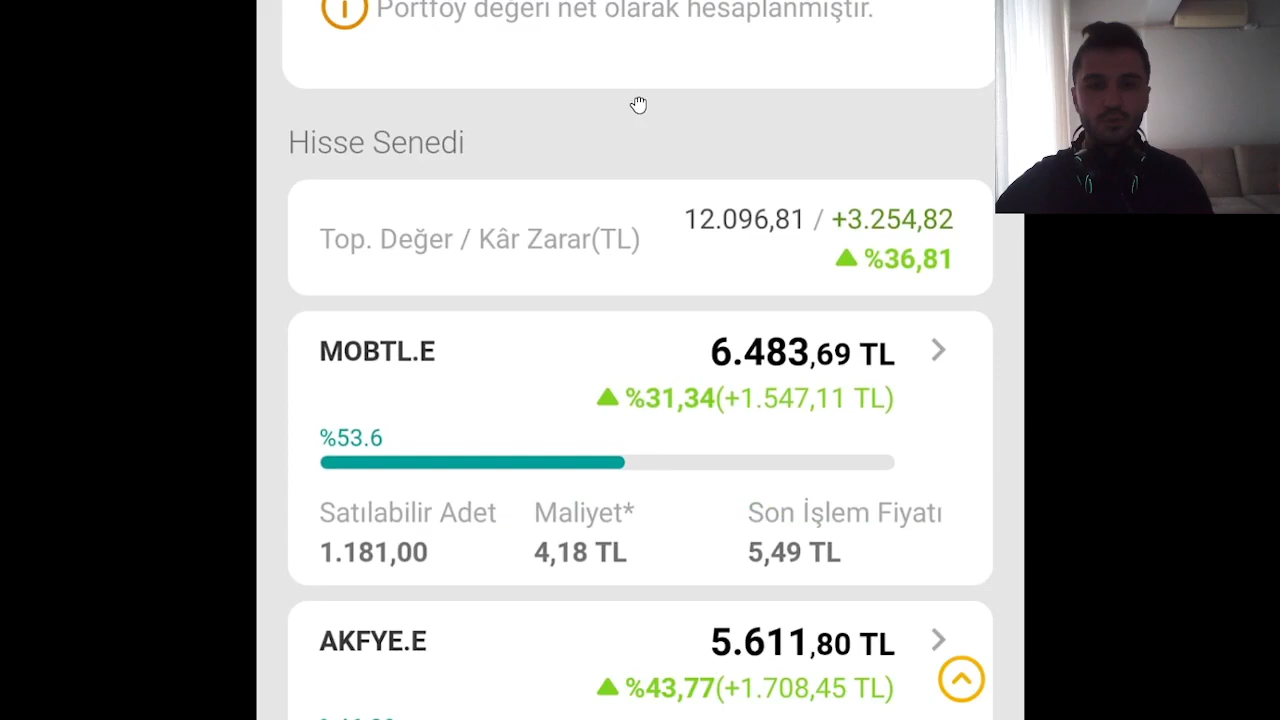 Portföy değeri net olarak hesaplanmıştır.
Hisse Senedi
Top. Değer / Kâr Zarar(TL)
12.096,81 / +3.254,82
%36,81
MOBTL.E
6.483,69 TL
%31,34(+1.547,11 TL)
%53.6
Satılabilir Adet Maliyet* Son İşlem Fiyatı
1.181,00 4,18 TL 5,49 TL
AKFYE.E
5.611,80 TL
%43,77(+1.708,45 TL)